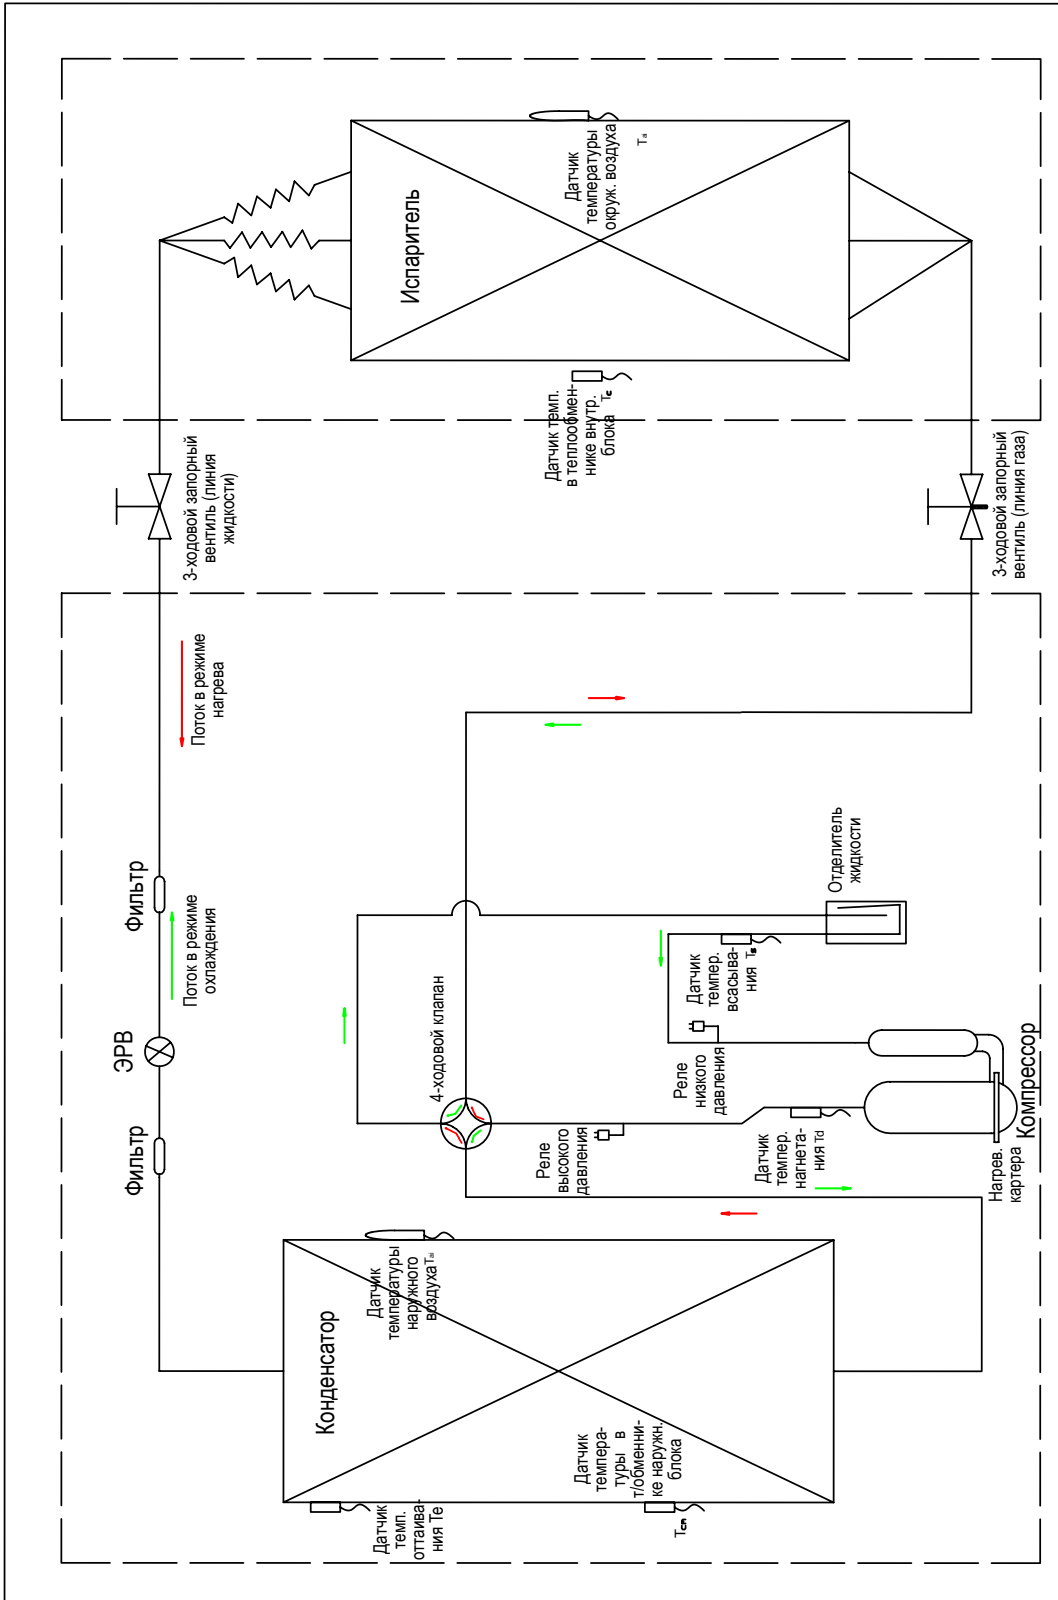 Испаритель
Датчик
температуры
окруж. воздуха
Датчик темп.
в теплообмен-
нике внутр.
блока Tc
3-ходовой запорный
вентиль (линия
жидкости)
3-ходовой запорный
вентиль (линия газа)
Поток в режиме
нагрева
Фильтр
Поток в режиме
охлаждения
ЭРВ
Фильтр
4-ходовой клапан
Отделитель
жидкости
Датчик
темпер.
всасыва-
ния
Реле
низкого
давления
Реле
высокого
давления
Датчик
темпер.
нагнета-
ния Td
Компрессор
Нагрев.
картера
Конденсатор
Датчик
температуры
наружного
воздуха
Датчик
темпера-
туры в
т/обменни-
ке наружн.
блока
Датчик
темп.
оттаива-
ния Te